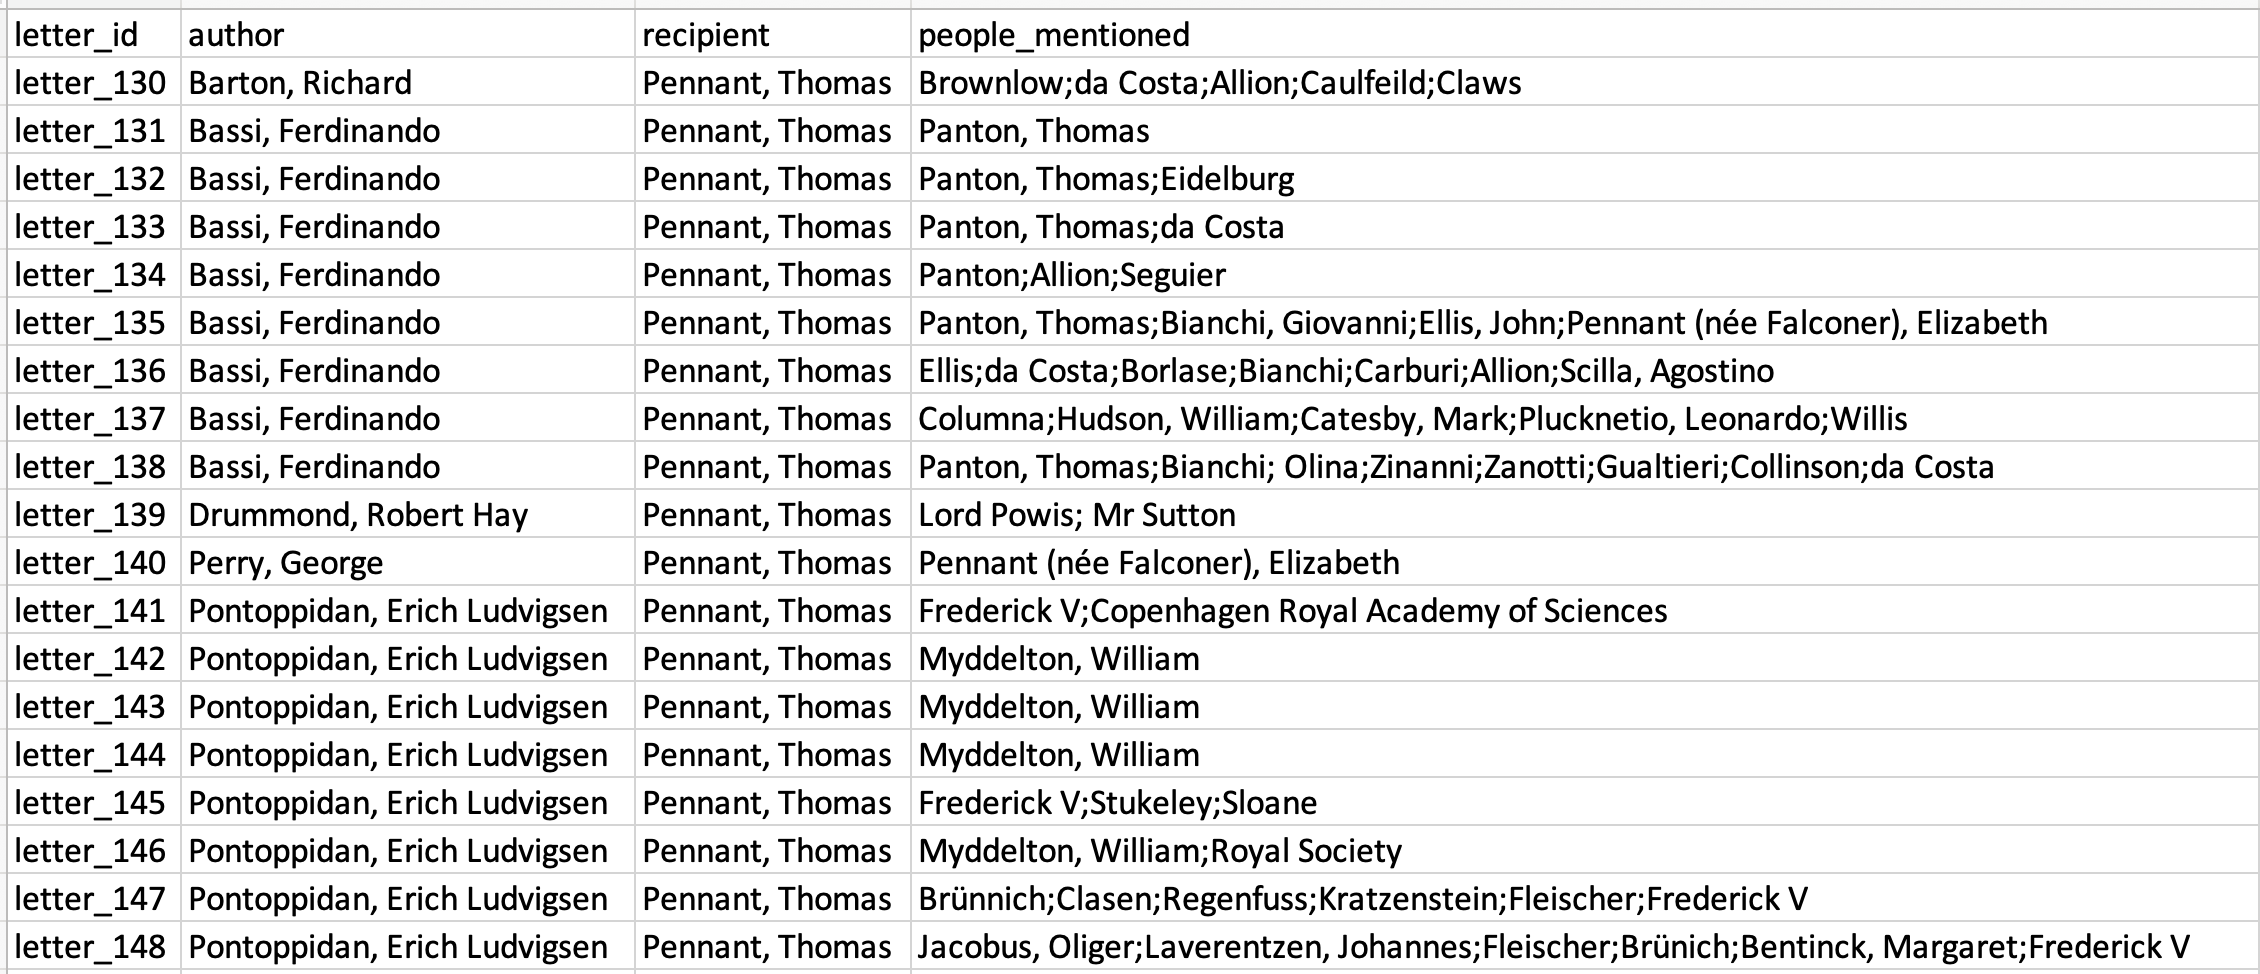 letter_id author recipient people_mentioned
letter_130 Barton, Richard Pennant, Thomas Brownlow;da Costa;Allion;Caulfeild;Claws
letter_131 Bassi, Ferdinando Pennant, Thomas Panton, Thomas
letter_132 Bassi, Ferdinando Pennant, Thomas Panton, Thomas;Eidelburg
letter_133 Bassi, Ferdinando Pennant, Thomas Panton, Thomas;da Costa
letter_134 Bassi, Ferdinando Pennant, Thomas Panton;Allion;Seguier
letter_135 Bassi, Ferdinando Pennant, Thomas Panton, Thomas;Bianchi, Giovanni;Ellis, John;Pennant (née Falconer), Elizabeth
letter_136 Bassi, Ferdinando Pennant, Thomas Ellis;da Costa;Borlase;Bianchi;Carburi;Allion;Scilla, Agostino
letter_137 Bassi, Ferdinando Pennant, Thomas Columna;Hudson, William;Catesby, Mark;Plucknetio, Leonardo;Willis
letter_138 Bassi, Ferdinando Pennant, Thomas Panton, Thomas;Bianchi; Olina;Zinanni;Zanotti;Gualtieri;Collinson;da Costa
letter_139 Drummond, Robert Hay Pennant, Thomas Lord Powis; Mr Sutton
letter_140 Perry, George Pennant, Thomas Pennant (née Falconer), Elizabeth
letter_141 Pontoppidan, Erich Ludvigsen Pennant, Thomas Frederick V;Copenhagen Royal Academy of Sciences
letter_142 Pontoppidan, Erich Ludvigsen Pennant, Thomas Myddelton, William
letter_143 Pontoppidan, Erich Ludvigsen Pennant, Thomas Myddelton, William
letter_144 Pontoppidan, Erich Ludvigsen Pennant, Thomas Myddelton, William
letter_145 Pontoppidan, Erich Ludvigsen Pennant, Thomas Frederick V;Stukeley;Sloane
letter_146 Pontoppidan, Erich Ludvigsen Pennant, Thomas Myddelton, William;Royal Society
letter_147 Pontoppidan, Erich Ludvigsen Pennant, Thomas Brünnich;Clasen;Regenfuss;Kratzenstein;Fleischer;Frederick V
letter_148 Pontoppidan, Erich Ludvigsen Pennant, Thomas Jacobus, Oliger;Laverentzen, Johannes;Fleischer;Brünich;Bentinck, Margaret;Frederick V